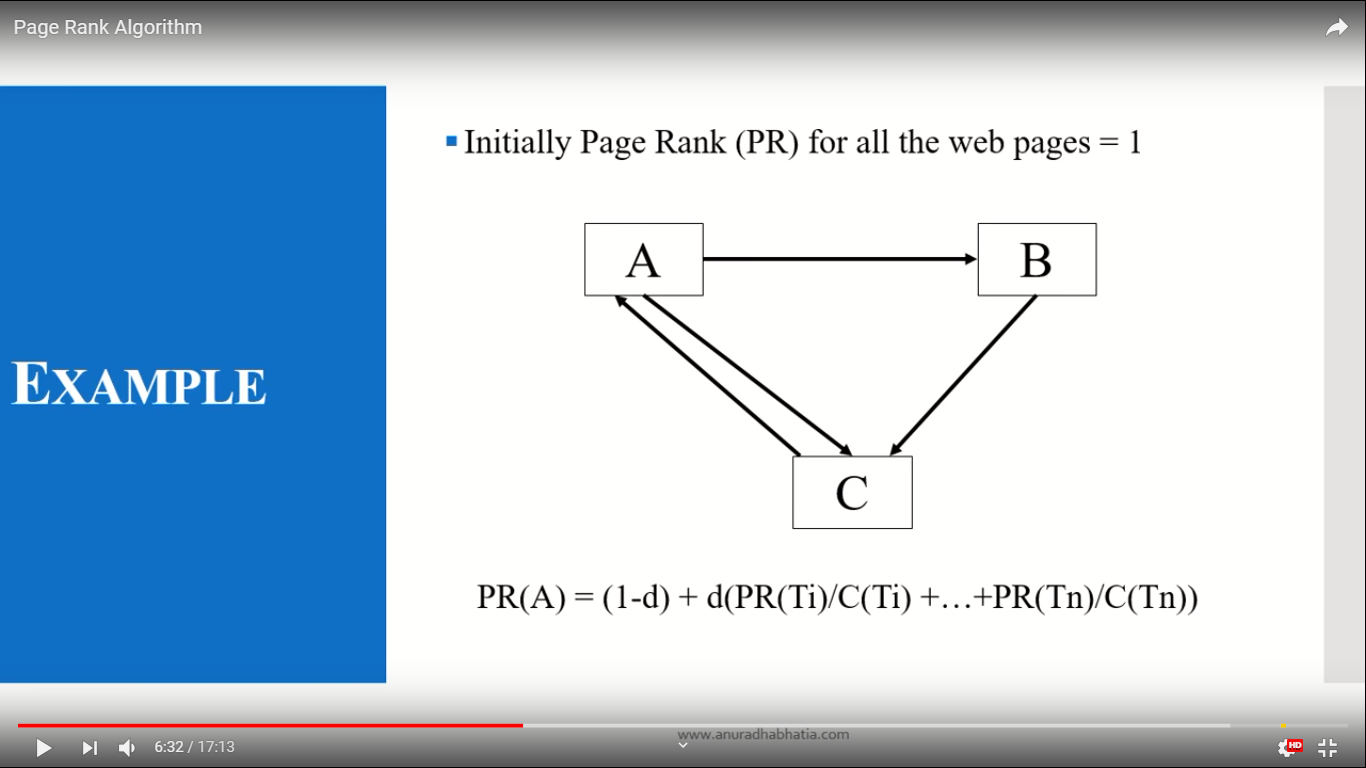 Page Rank Algorithm
Initially Page Rank (PR) for all the web pages = 1
A
B
EXAMPLE
C
PR(A) = (1-d) + d(PR(Ti)/C(Ti) +…+PR(Tn)/C(Tn))
www.anuradhabhatia.com
6:32 / 17:13
HD